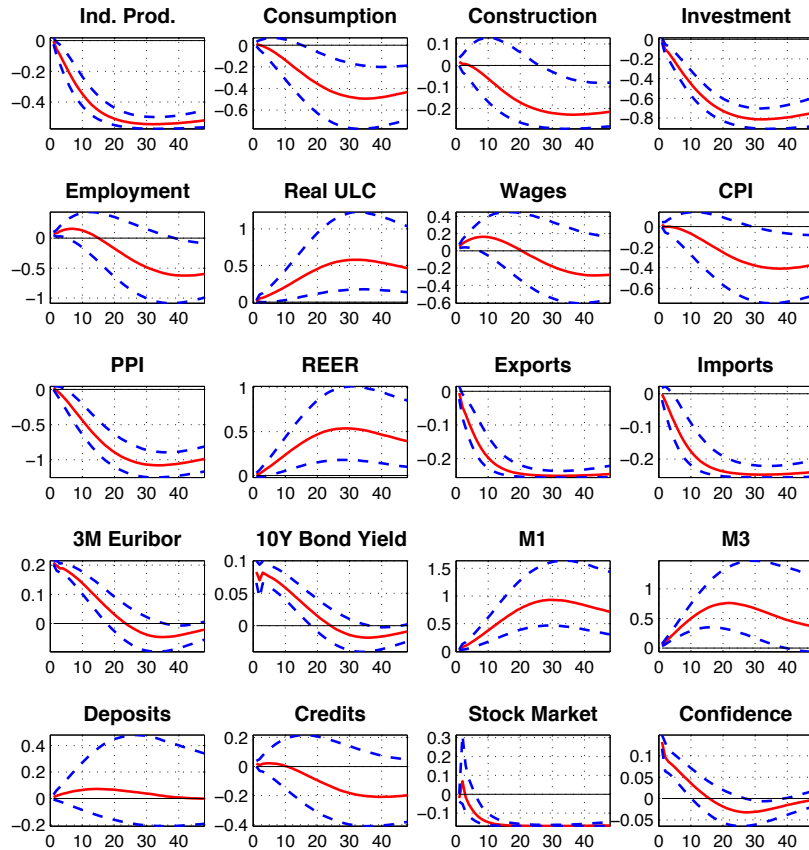 Ind. Prod. Consumption Construction Investment
0 0 0.1 0
−0.2 −0.2 0 −0.2
−0.4 −0.4 −0.1 −0.4
−0.6 −0.2 −0.6
−0.8
0 10 20 30 40 0 10 20 30 40 0 10 20 30 40 0 10 20 30 40
Employment Real ULC Wages CPI
0 1 0.4 0
−0.5 0.5 0.2 −0.2
−1 0 0 −0.4
−0.2 −0.6
−0.4
−0.6
0 10 20 30 40 0 10 20 30 40 0 10 20 30 40 0 10 20 30 40
PPI REER Exports Imports
0 1 0 0
−0.5 0.5 −0.1 −0.1
−1 0 −0.2 −0.2
0 10 20 30 40 0 10 20 30 40 0 10 20 30 40 0 10 20 30 40
3M Euribor 10Y Bond Yield M1 M3
0.2 0.1 1.5 1
0.1 0.05 1 0.5
0 0 0.5 0
0
0 10 20 30 40 0 10 20 30 40 0 10 20 30 40 0 10 20 30 40
Deposits Credits Stock Market Confidence
0.4 0.2 0.3 0.1
0.2 0 0.2 0.05
0 −0.2 0.1 0
−0.2 −0.4 0 −0.05
−0.1
0 10 20 30 40 0 10 20 30 40 0 10 20 30 40 0 10 20 30 40